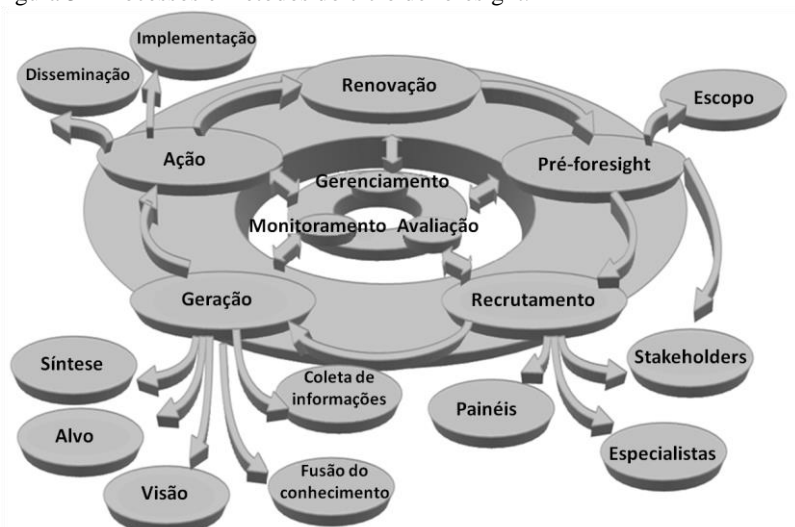 Implementação
Disseminação
Renovação
Escopo
Ação
Pré-foresight
Gerenciamento
Monitoramento
Avaliação
Geração
Recrutamento
Síntese
Coleta de
informações
Stakeholders
Painéis
Alvo
Especialistas
Visão
Fusão do
conhecimento